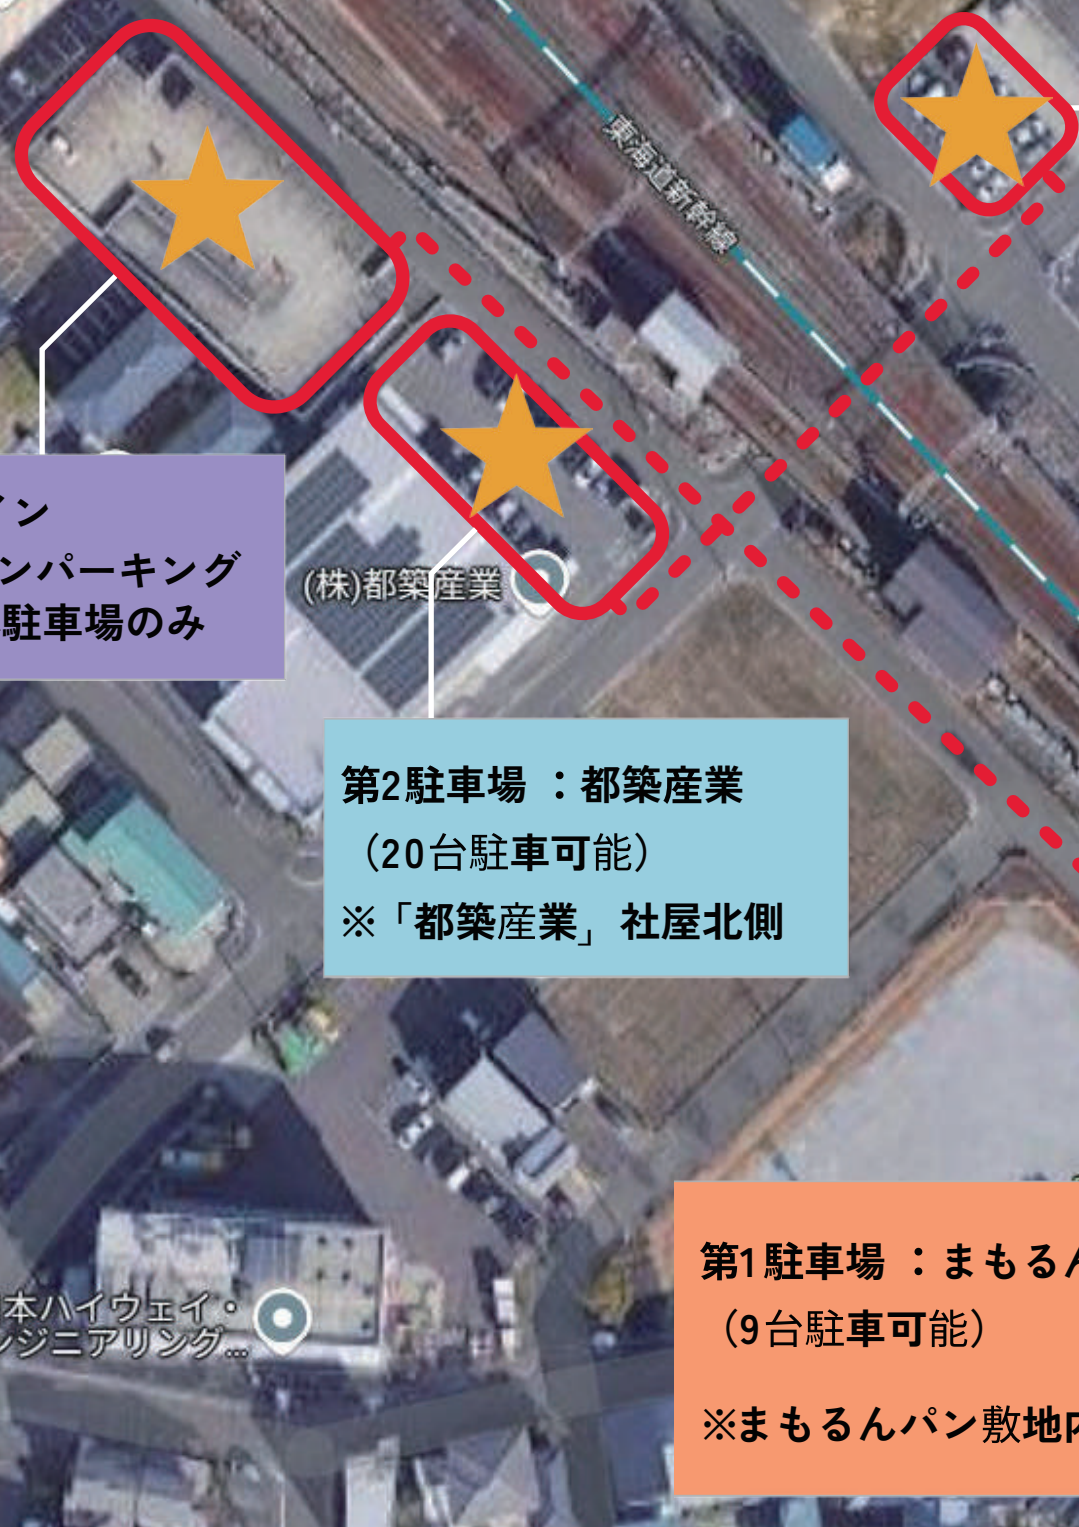 東海道新幹線
イン
ンパーキング
駐車場のみ
(株)都築産業
第2駐車場 ：都築産業
（20台駐車可能）
※「都築産業」社屋北側
第1駐車場 ：まもるん
（9台駐車可能）
※まもるんパン敷地内
本ハイウェイ・
ンジニアリング...